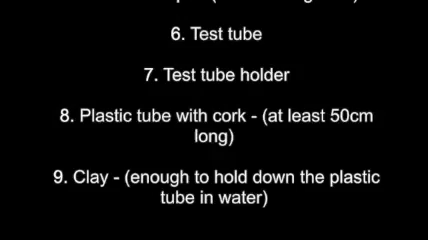 6. Test tube
7. Test tube holder
8. Plastic tube with cork - (at least 50cm
long)
9. Clay - (enough to hold down the plastic
tube in water)